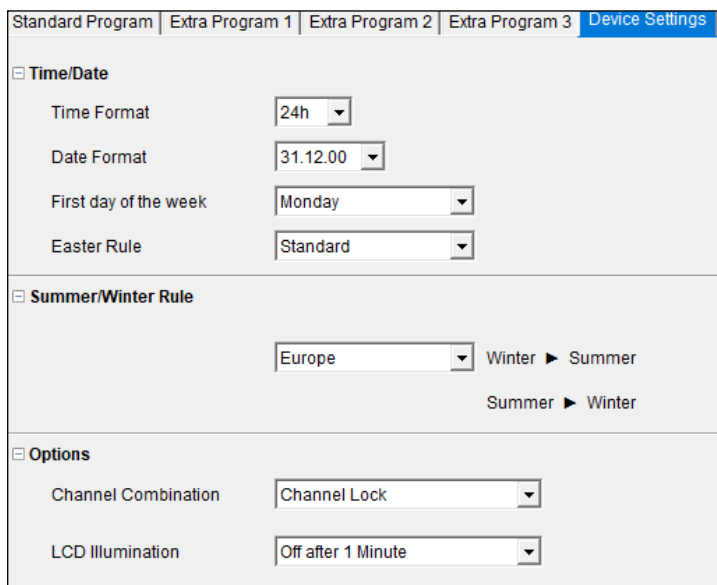 Standard Program Extra Program 1 Extra Program 2 Extra Program 3 Device Settings
Time/Date
Time Format 24h
Date Format 31.12.00
First day of the week Monday
Easter Rule Standard
Summer/Winter Rule
Europe Winter ► Summer
Summer ► Winter
Options
Channel Combination Channel Lock
LCD Illumination Off after 1 Minute